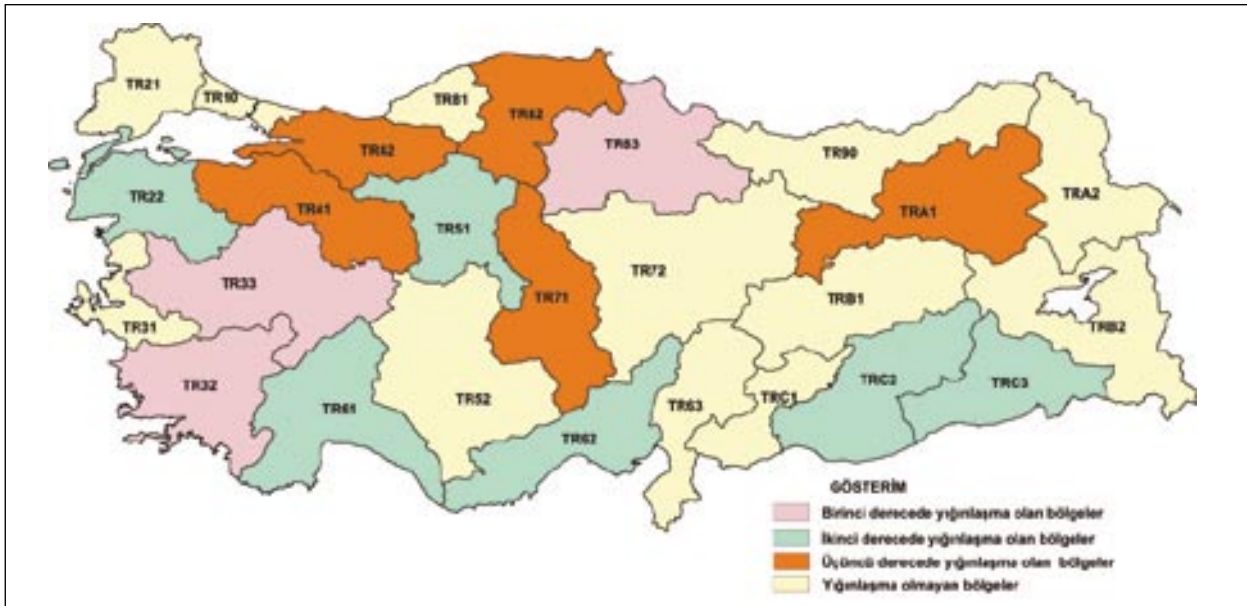 TR21
TR10
TR81
TR82
TR42
TR83
TR90
TRA1
TRA2
TR22
TR41
TR51
TR33
TR71
TR72
TRB1
TRB2
TR31
TR32
TR61
TR52
TR62
TR63
TRC1
TRC2
TRC3
GÖSTERİM
Birinci derecede yığınlaşma olan bölgeler
İkinci derecede yığınlaşma olan bölgeler
Üçüncü derecede yığınlaşma olan bölgeler
Yığınlaşma olmayan bölgeler